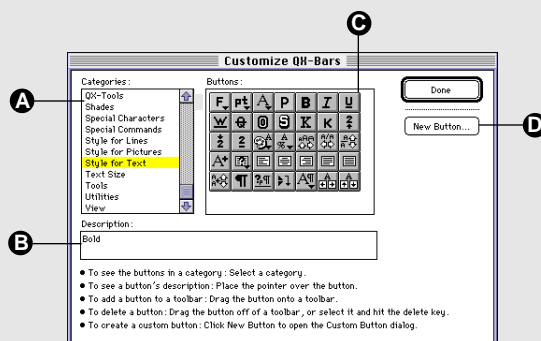 C
Customize QX-Bars
Categories:
Buttons:
A
QX-Tools
Shades
Special Characters
Special Commands
Style for Lines
Style for Pictures
Style for Text
Text Size
Tools
Utilities
View
F pt A P B I U
W O S K K 2
2 2
A+ ?
¶ ?¶ A¶ A A
Done
New Button...
D
Description:
B
Bold
● To see the buttons in a category: Select a category.
● To see a button's description: Place the pointer over the button.
● To add a button to a toolbar: Drag the button onto a toolbar.
● To delete a button: Drag the button off of a toolbar, or select it and hit the delete key.
● To create a custom button: Click New Button to open the Custom Button dialog.